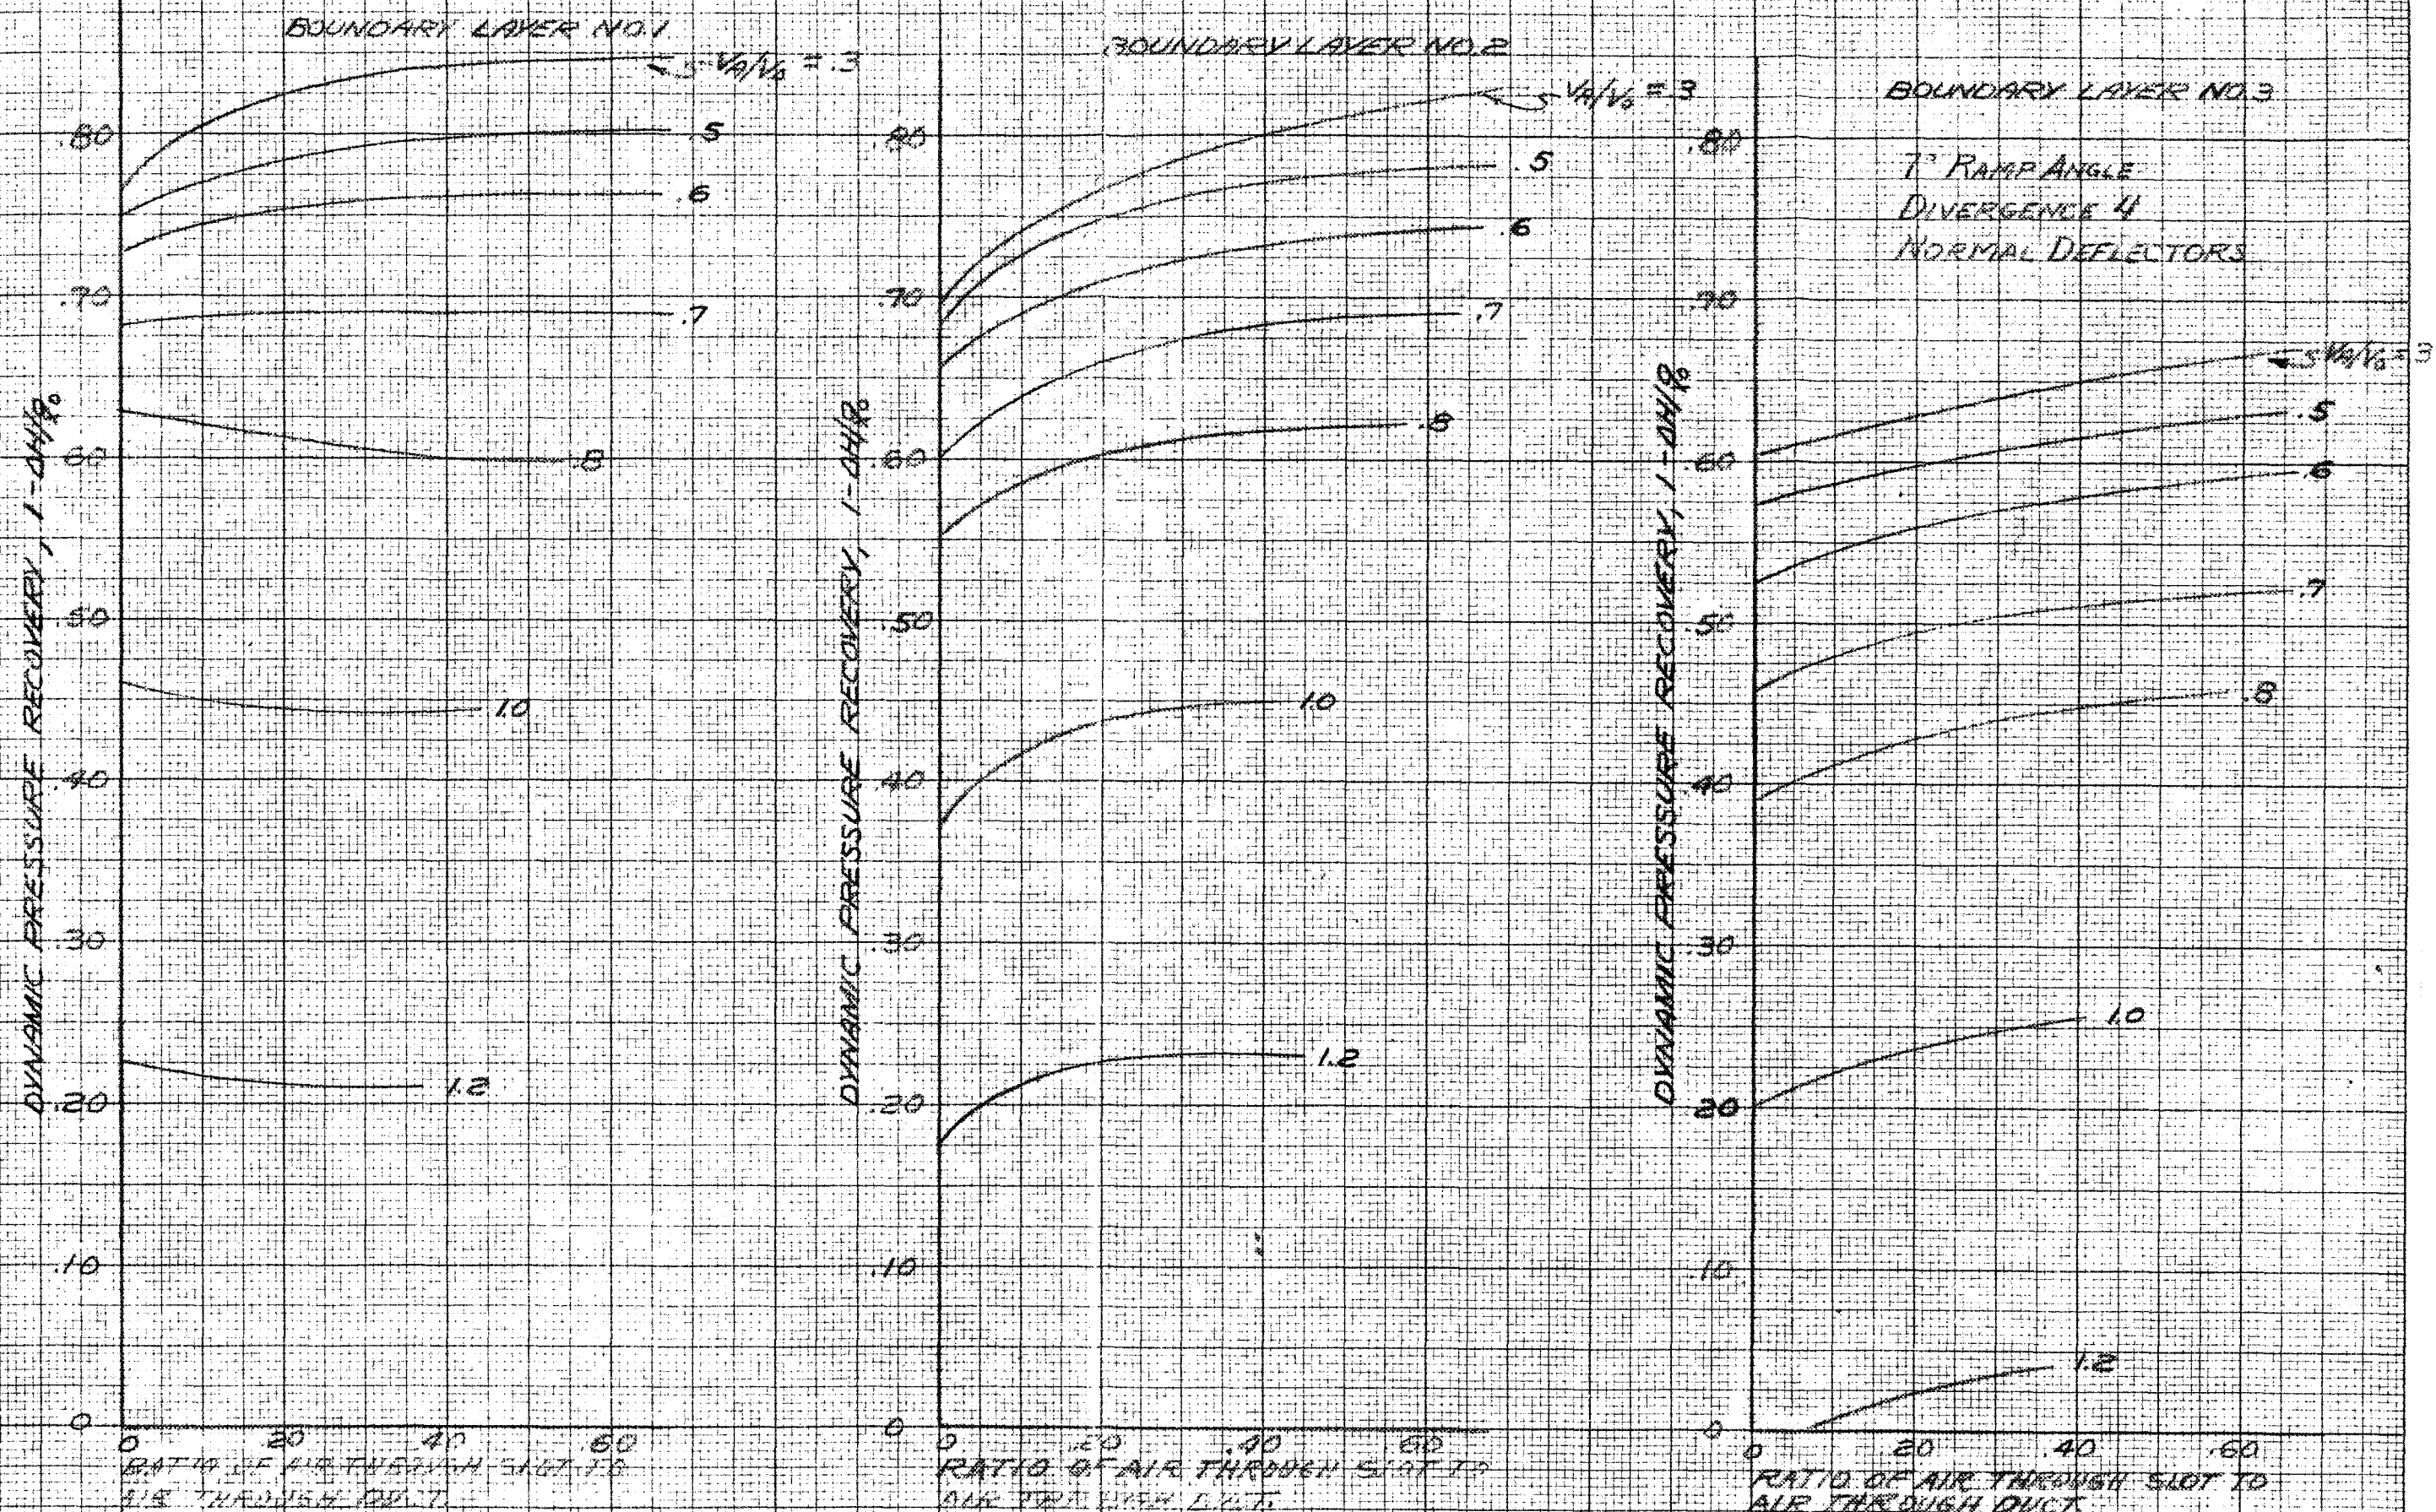 BOUNDARY LAYER NO.1
VA/V0 = .3
.5
.6
.7
.8
1.0
1.2
.80
.70
.60
.50
.40
.30
.20
.10
0
DYNAMIC PRESSURE RECOVERY, 1-ΔH/q0
0 20 40 60
RATIO OF AIR THROUGH SLOT TO
AIR THROUGH DUCT.
BOUNDARY LAYER NO.2
VA/V0 = 3
.5
.6
.7
.8
1.0
1.2
.80
.70
.60
.50
.40
.30
.20
.10
0
DYNAMIC PRESSURE RECOVERY, 1-ΔH/q0
0 .20 .40 .60
RATIO OF AIR THROUGH SLOT TO
AIR THROUGH DUCT.
BOUNDARY LAYER NO.3
7° RAMP ANGLE
DIVERGENCE 4
NORMAL DEFLECTORS
VA/V0 = 3
.5
.6
.7
.8
1.0
1.2
.80
.70
.60
.50
.40
.30
20
.10
0
DYNAMIC PRESSURE RECOVERY, 1-ΔH/q0
0 20 40 .60
RATIO OF AIR THROUGH SLOT TO
AIR THROUGH DUCT